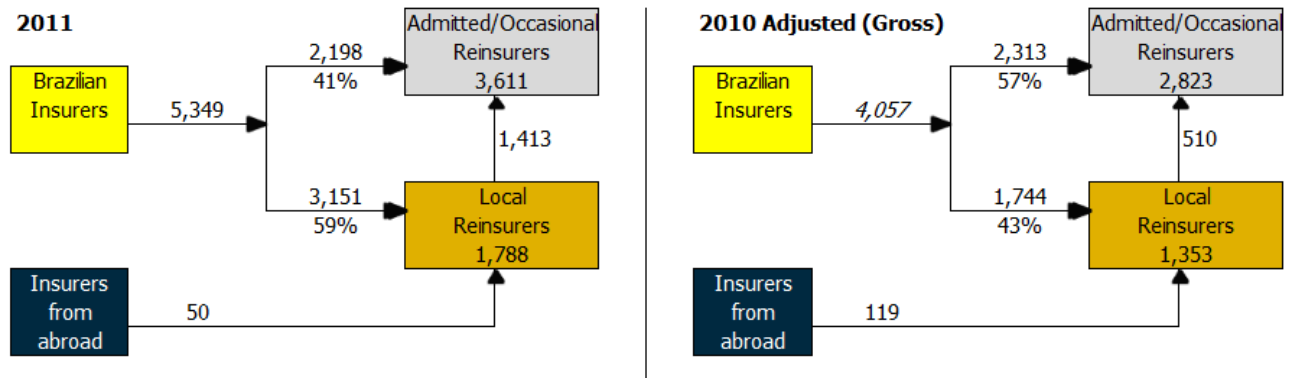 2011
Admitted/Occasional
Reinsurers
3,611
Brazilian
Insurers
5,349
2,198
41%
1,413
3,151
59%
Local
Reinsurers
1,788
Insurers
from
abroad
50
2010 Adjusted (Gross)
Admitted/Occasional
Reinsurers
2,823
Brazilian
Insurers
4,057
2,313
57%
510
1,744
43%
Local
Reinsurers
1,353
Insurers
from
abroad
119